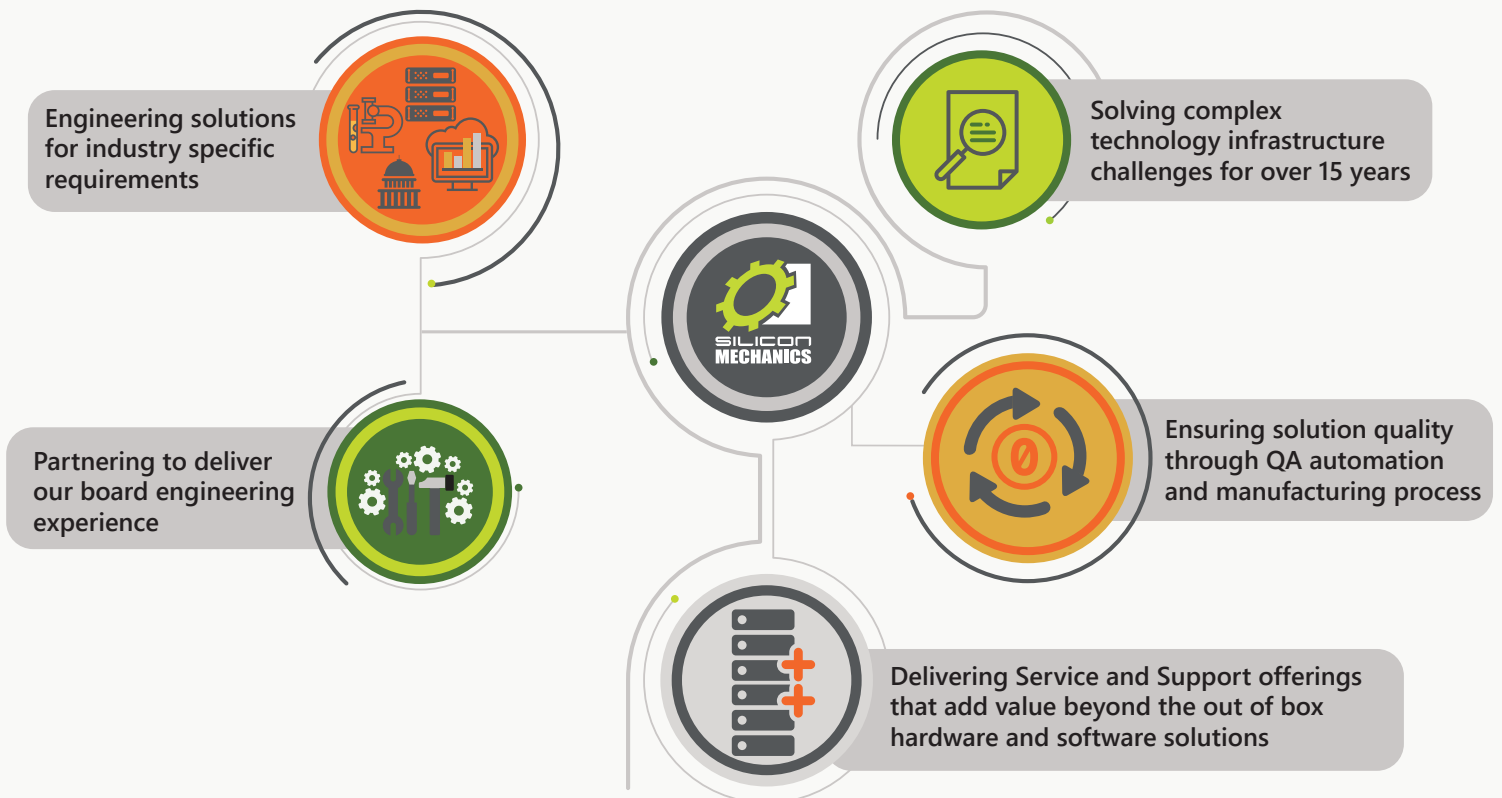 Engineering solutions
for industry specific
requirements
Solving complex
technology infrastructure
challenges for over 15 years
SILICON
MECHANICS
Partnering to deliver
our board engineering
experience
0
Ensuring solution quality
through QA automation
and manufacturing process
Delivering Service and Support offerings
that add value beyond the out of box
hardware and software solutions